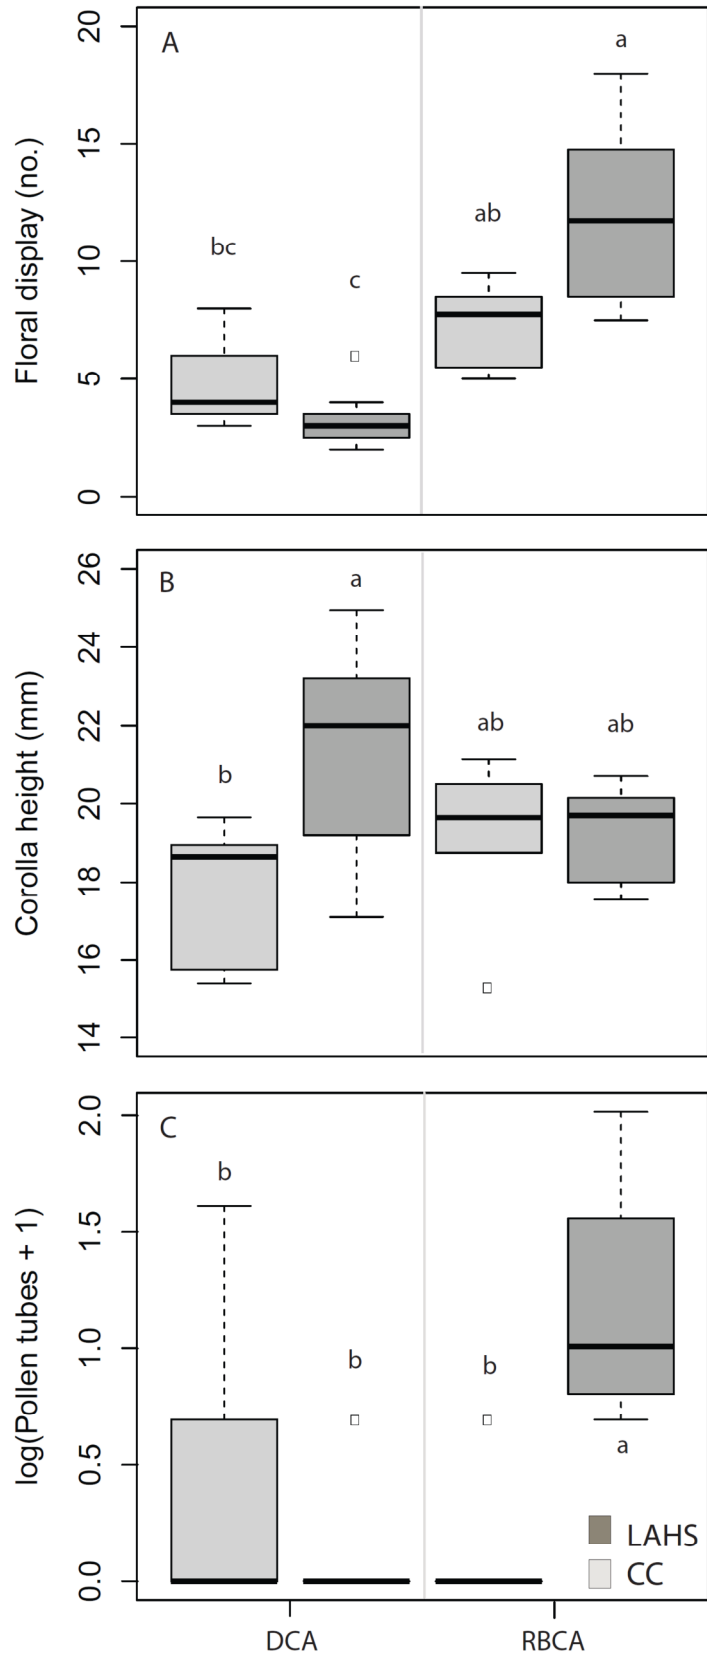 Floral display (no.)
20
15
10
5
0
A
bc
c
ab
a
Corolla height (mm)
26
24
22
20
18
16
14
B
b
a
ab
ab
log(Pollen tubes + 1)
2.0
1.5
1.0
0.5
0.0
C
b
b
b
a
LAHS
CC
DCA
RBCA